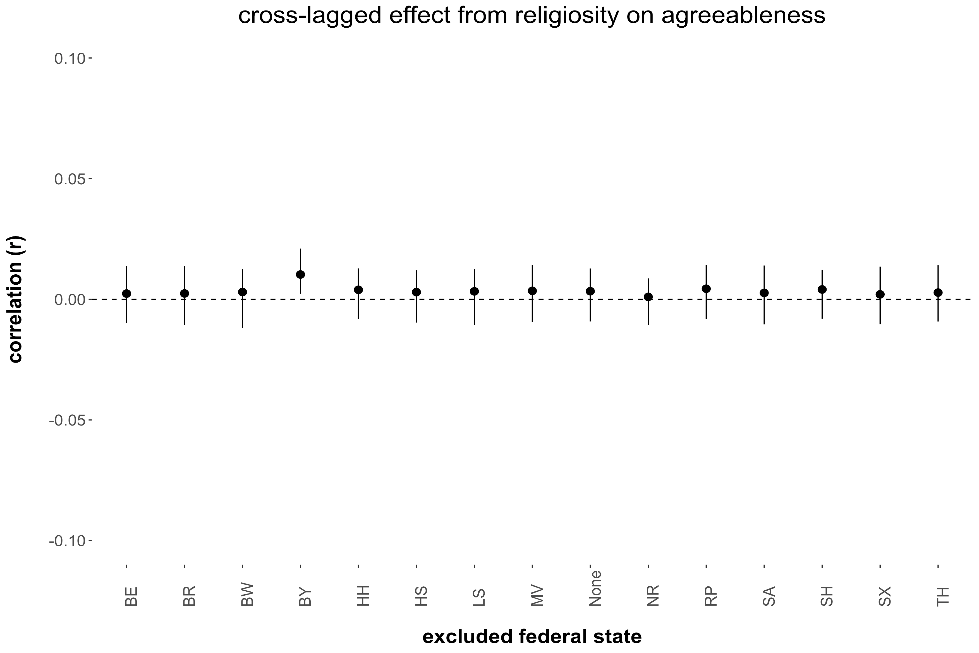 cross-lagged effect from religiosity on agreeableness
0.10
0.05
0.00
-0.05
-0.10
correlation (r)
BE
BR
BW
BY
HH
HS
LS
MV
None
NR
RP
SA
SH
SX
TH
excluded federal state